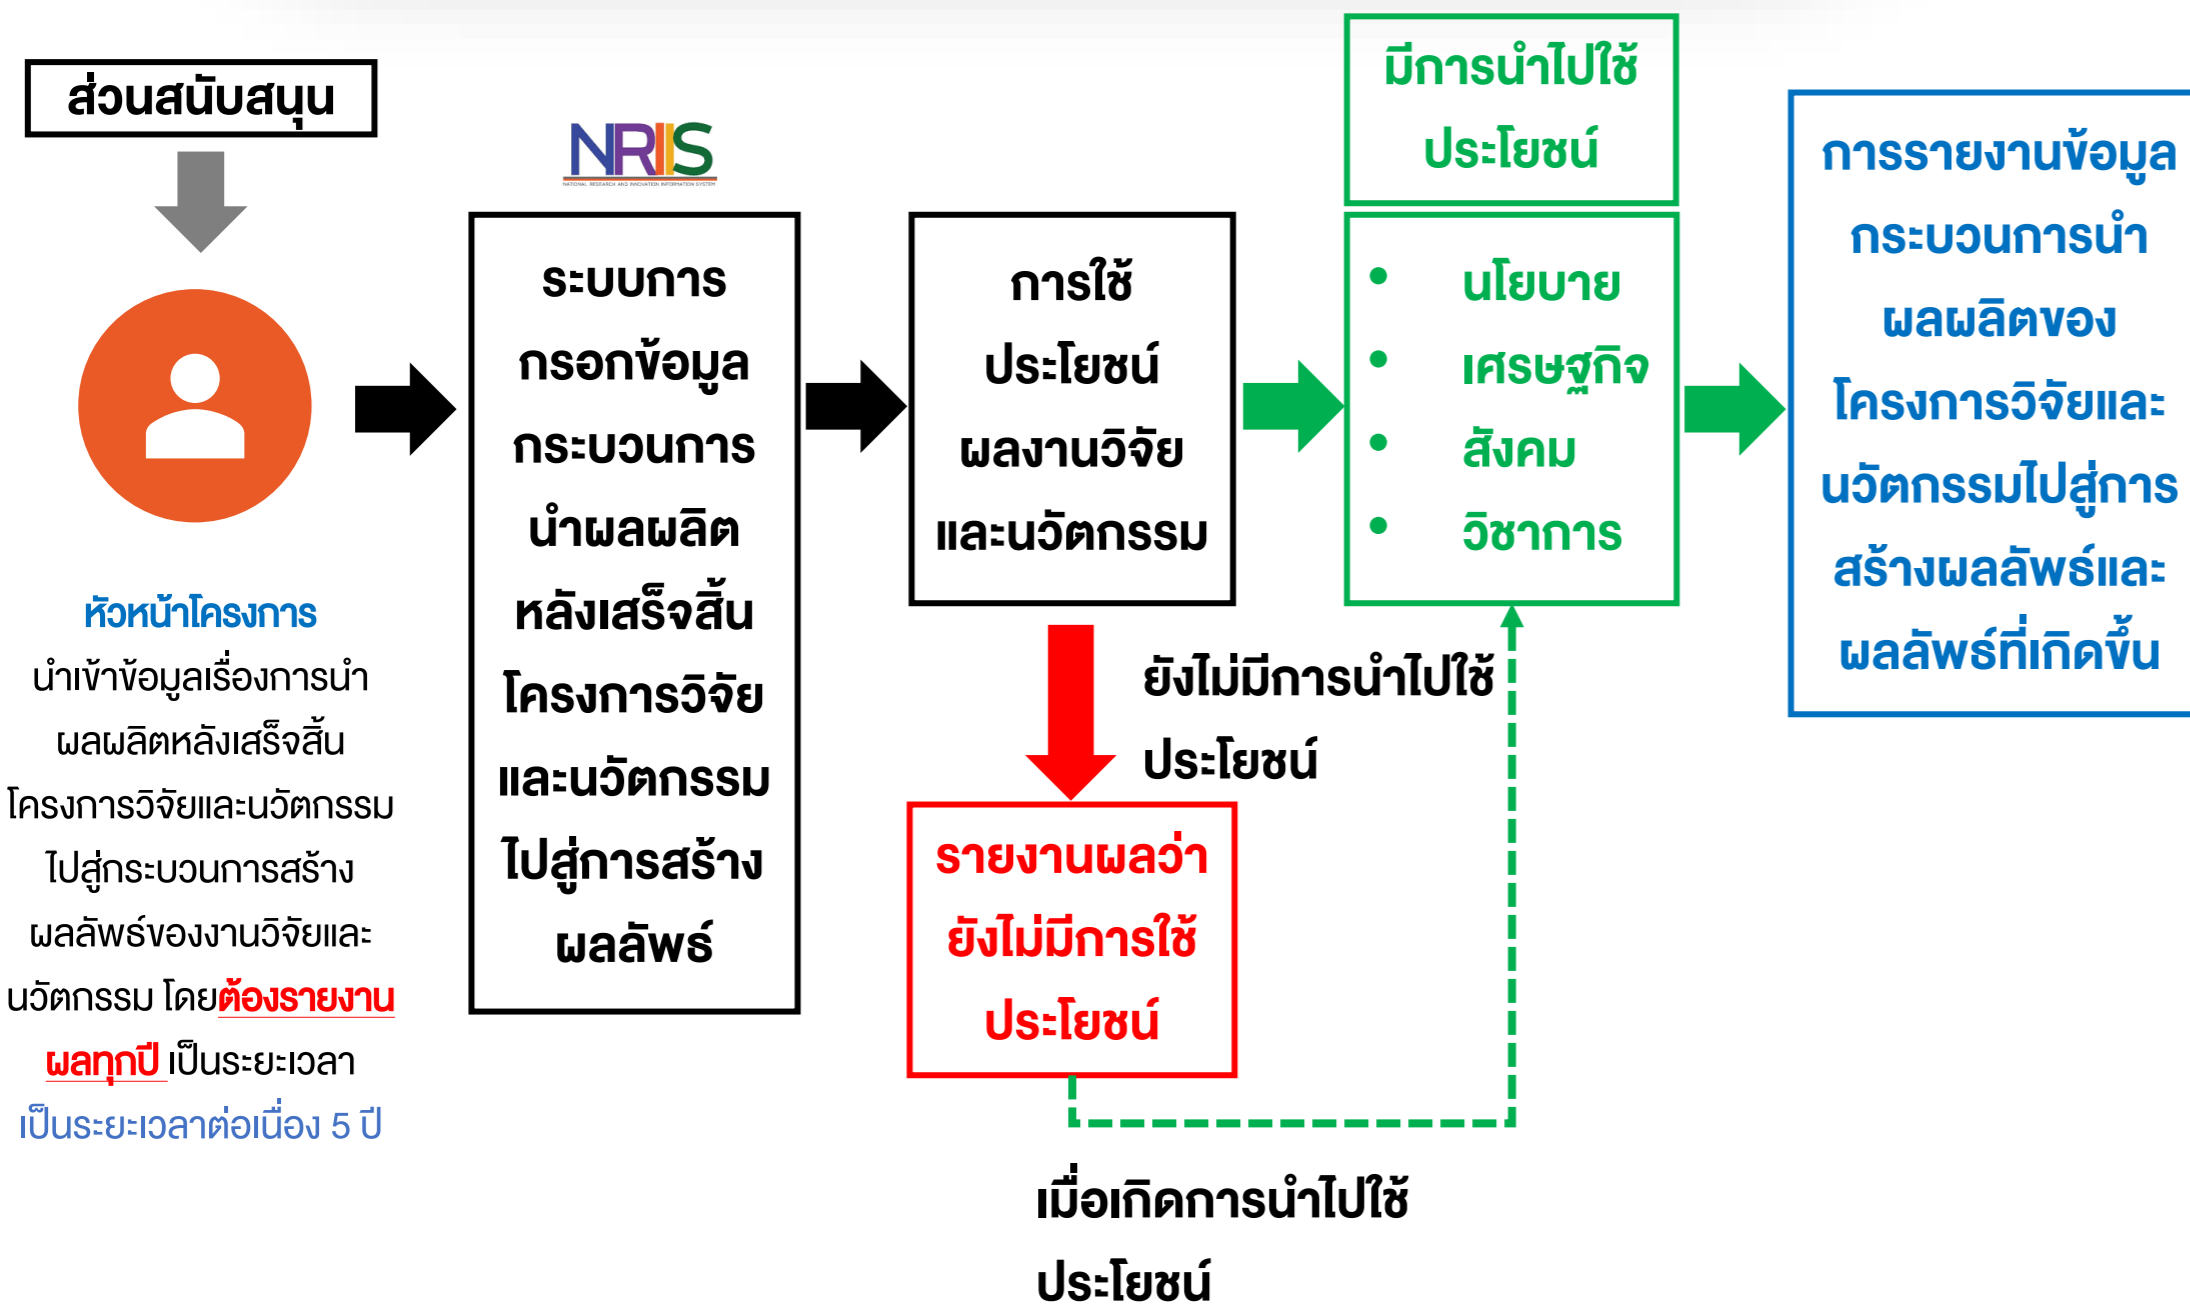 ส่วนสนับสนุน
หัวหน้าโครงการ
นำเข้าข้อมูลเรื่องการนำ
ผลผลิตหลังเสร็จสิ้น
โครงการวิจัยและนวัตกรรม
ไปสู่กระบวนการสร้าง
ผลลัพธ์ของงานวิจัยและ
นวัตกรรม โดยต้องรายงาน
ผลทุกปี เป็นระยะเวลา
เป็นระยะเวลาต่อเนื่อง 5 ปี
NRIIS
NATIONAL RESEARCH AND INNOVATION INFORMATION SYSTEM
ระบบการ
กรอกข้อมูล
กระบวนการ
นำผลผลิต
หลังเสร็จสิ้น
โครงการวิจัย
และนวัตกรรม
ไปสู่การสร้าง
ผลลัพธ์
การใช้
ประโยชน์
ผลงานวิจัย
และนวัตกรรม
มีการนำไปใช้
ประโยชน์
• นโยบาย
• เศรษฐกิจ
• สังคม
• วิชาการ
ยังไม่มีการนำไปใช้
ประโยชน์
รายงานผลว่า
ยังไม่มีการใช้
ประโยชน์
เมื่อเกิดการนำไปใช้
ประโยชน์
การรายงานข้อมูล
กระบวนการนำ
ผลผลิตของ
โครงการวิจัยและ
นวัตกรรมไปสู่การ
สร้างผลลัพธ์และ
ผลลัพธ์ที่เกิดขึ้น